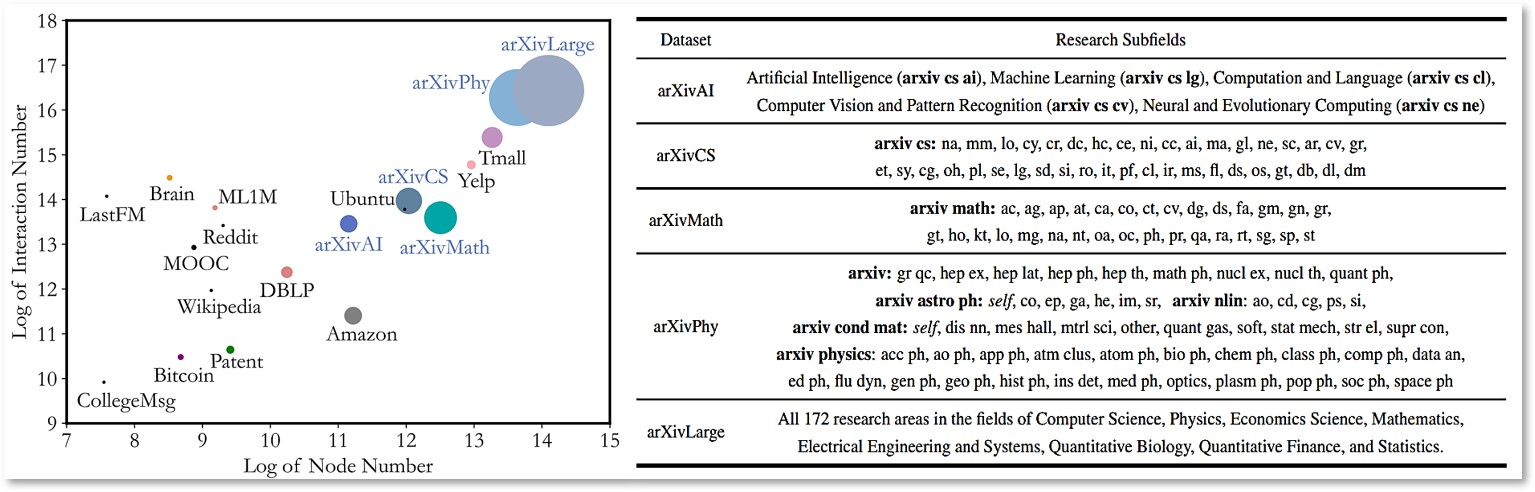 18
17
16
15
14
13
12
11
10
9
7
8
9
10
11
12
13
14
15
Log of Interaction Number
Log of Node Number
arXivLarge
arXivPhy
Tmall
Yelp
arXivCS
Ubuntu
arXivAI
arXivMath
Brain
ML1M
LastFM
Reddit
MOOC
DBLP
Wikipedia
Amazon
Patent
Bitcoin
CollegeMsg
Dataset Research Subfields
arXivAI
Artificial Intelligence (arxiv cs ai), Machine Learning (arxiv cs lg), Computation and Language (arxiv cs cl),
Computer Vision and Pattern Recognition (arxiv cs cv), Neural and Evolutionary Computing (arxiv cs ne)
arXivCS
arxiv cs: na, mm, lo, cy, cr, dc, hc, ce, ni, cc, ai, ma, gl, ne, sc, ar, cv, gr,
et, sy, cg, oh, pl, se, lg, sd, si, ro, it, pf, cl, ir, ms, fl, ds, os, gt, db, dl, dm
arXivMath
arxiv math: ac, ag, ap, at, ca, co, ct, cv, dg, ds, fa, gm, gn, gr,
gt, ho, kt, lo, mg, na, nt, oa, oc, ph, pr, qa, ra, rt, sg, sp, st
arXivPhy
arxiv: gr qc, hep ex, hep lat, hep ph, hep th, math ph, nucl ex, nucl th, quant ph,
arxiv astro ph: self, co, ep, ga, he, im, sr, arxiv nlin: ao, cd, cg, ps, si,
arxiv cond mat: self, dis nn, mes hall, mtrl sci, other, quant gas, soft, stat mech, str el, supr con,
arxiv physics: acc ph, ao ph, app ph, atm clus, atom ph, bio ph, chem ph, class ph, comp ph, data an,
ed ph, flu dyn, gen ph, geo ph, hist ph, ins det, med ph, optics, plasm ph, pop ph, soc ph, space ph
arXivLarge
All 172 research areas in the fields of Computer Science, Physics, Economics Science, Mathematics,
Electrical Engineering and Systems, Quantitative Biology, Quantitative Finance, and Statistics.